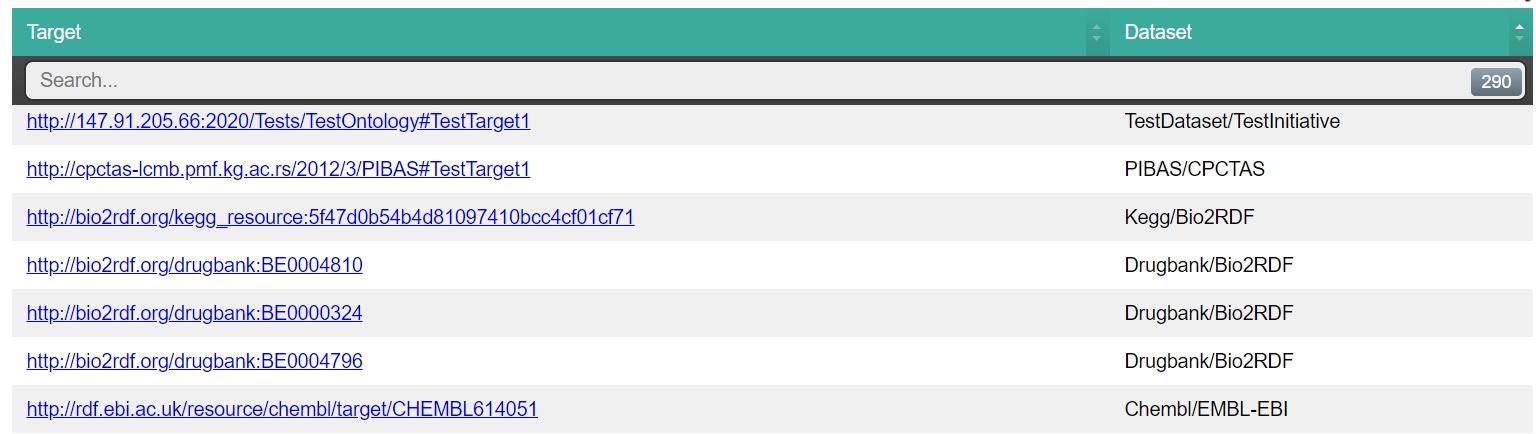 Target Dataset
Search... 290
http://147.91.205.66:2020/Tests/TestOntology#TestTarget1 TestDataset/TestInitiative
http://cpctas-lcmb.pmf.kg.ac.rs/2012/3/PIBAS#TestTarget1 PIBAS/CPCTAS
http://bio2rdf.org/kegg_resource:5f47d0b54b4d81097410bcc4cf01cf71 Kegg/Bio2RDF
http://bio2rdf.org/drugbank:BE0004810 Drugbank/Bio2RDF
http://bio2rdf.org/drugbank:BE0000324 Drugbank/Bio2RDF
http://bio2rdf.org/drugbank:BE0004796 Drugbank/Bio2RDF
http://rdf.ebi.ac.uk/resource/chembl/target/CHEMBL614051 Chembl/EMBL-EBI